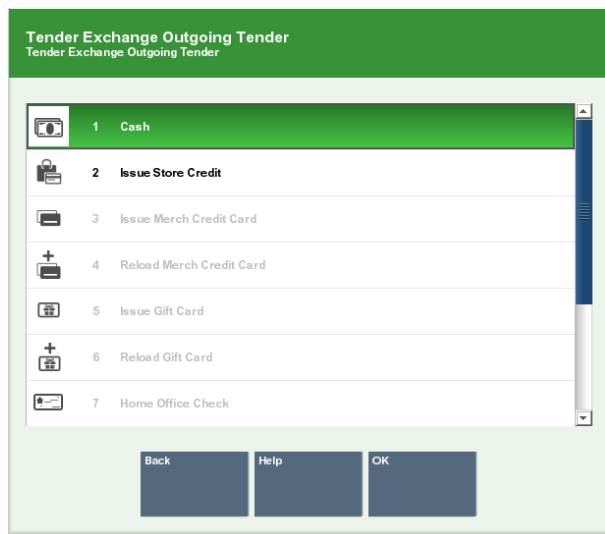 Tender Exchange Outgoing Tender
Tender Exchange Outgoing Tender
1 Cash
2 Issue Store Credit
3 Issue Merch Credit Card
4 Reload Merch Credit Card
5 Issue Gift Card
6 Reload Gift Card
7 Home Office Check
Back Help OK